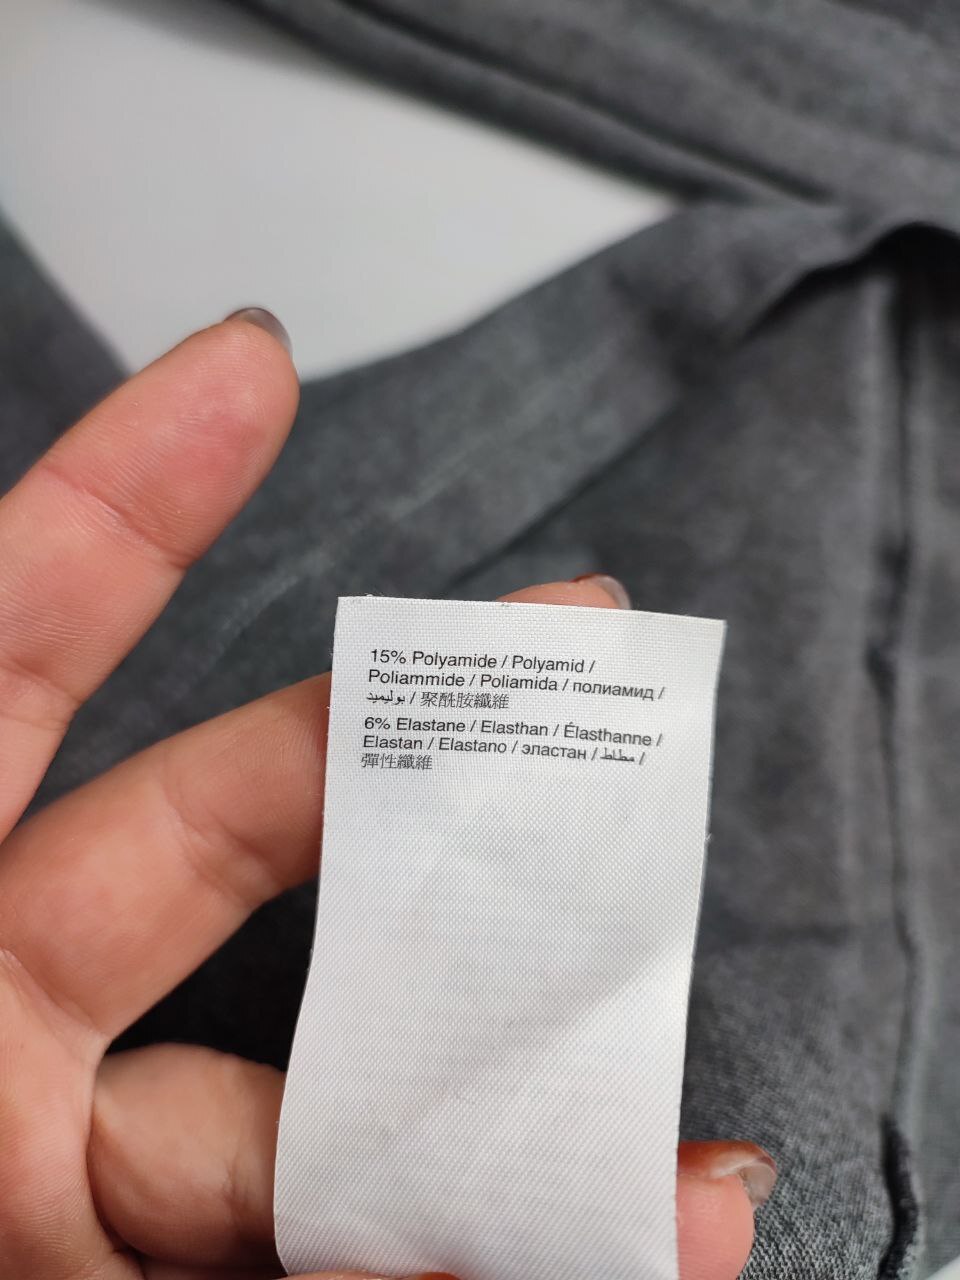 15% Polyamide / Polyamid /
Poliammide / Poliamida / полиамид /
بوليميد / 聚酰胺纖維
6% Elastane / Elasthan / Élasthanne /
Elastan / Elastano / эластан / مطاط /
彈性纖維